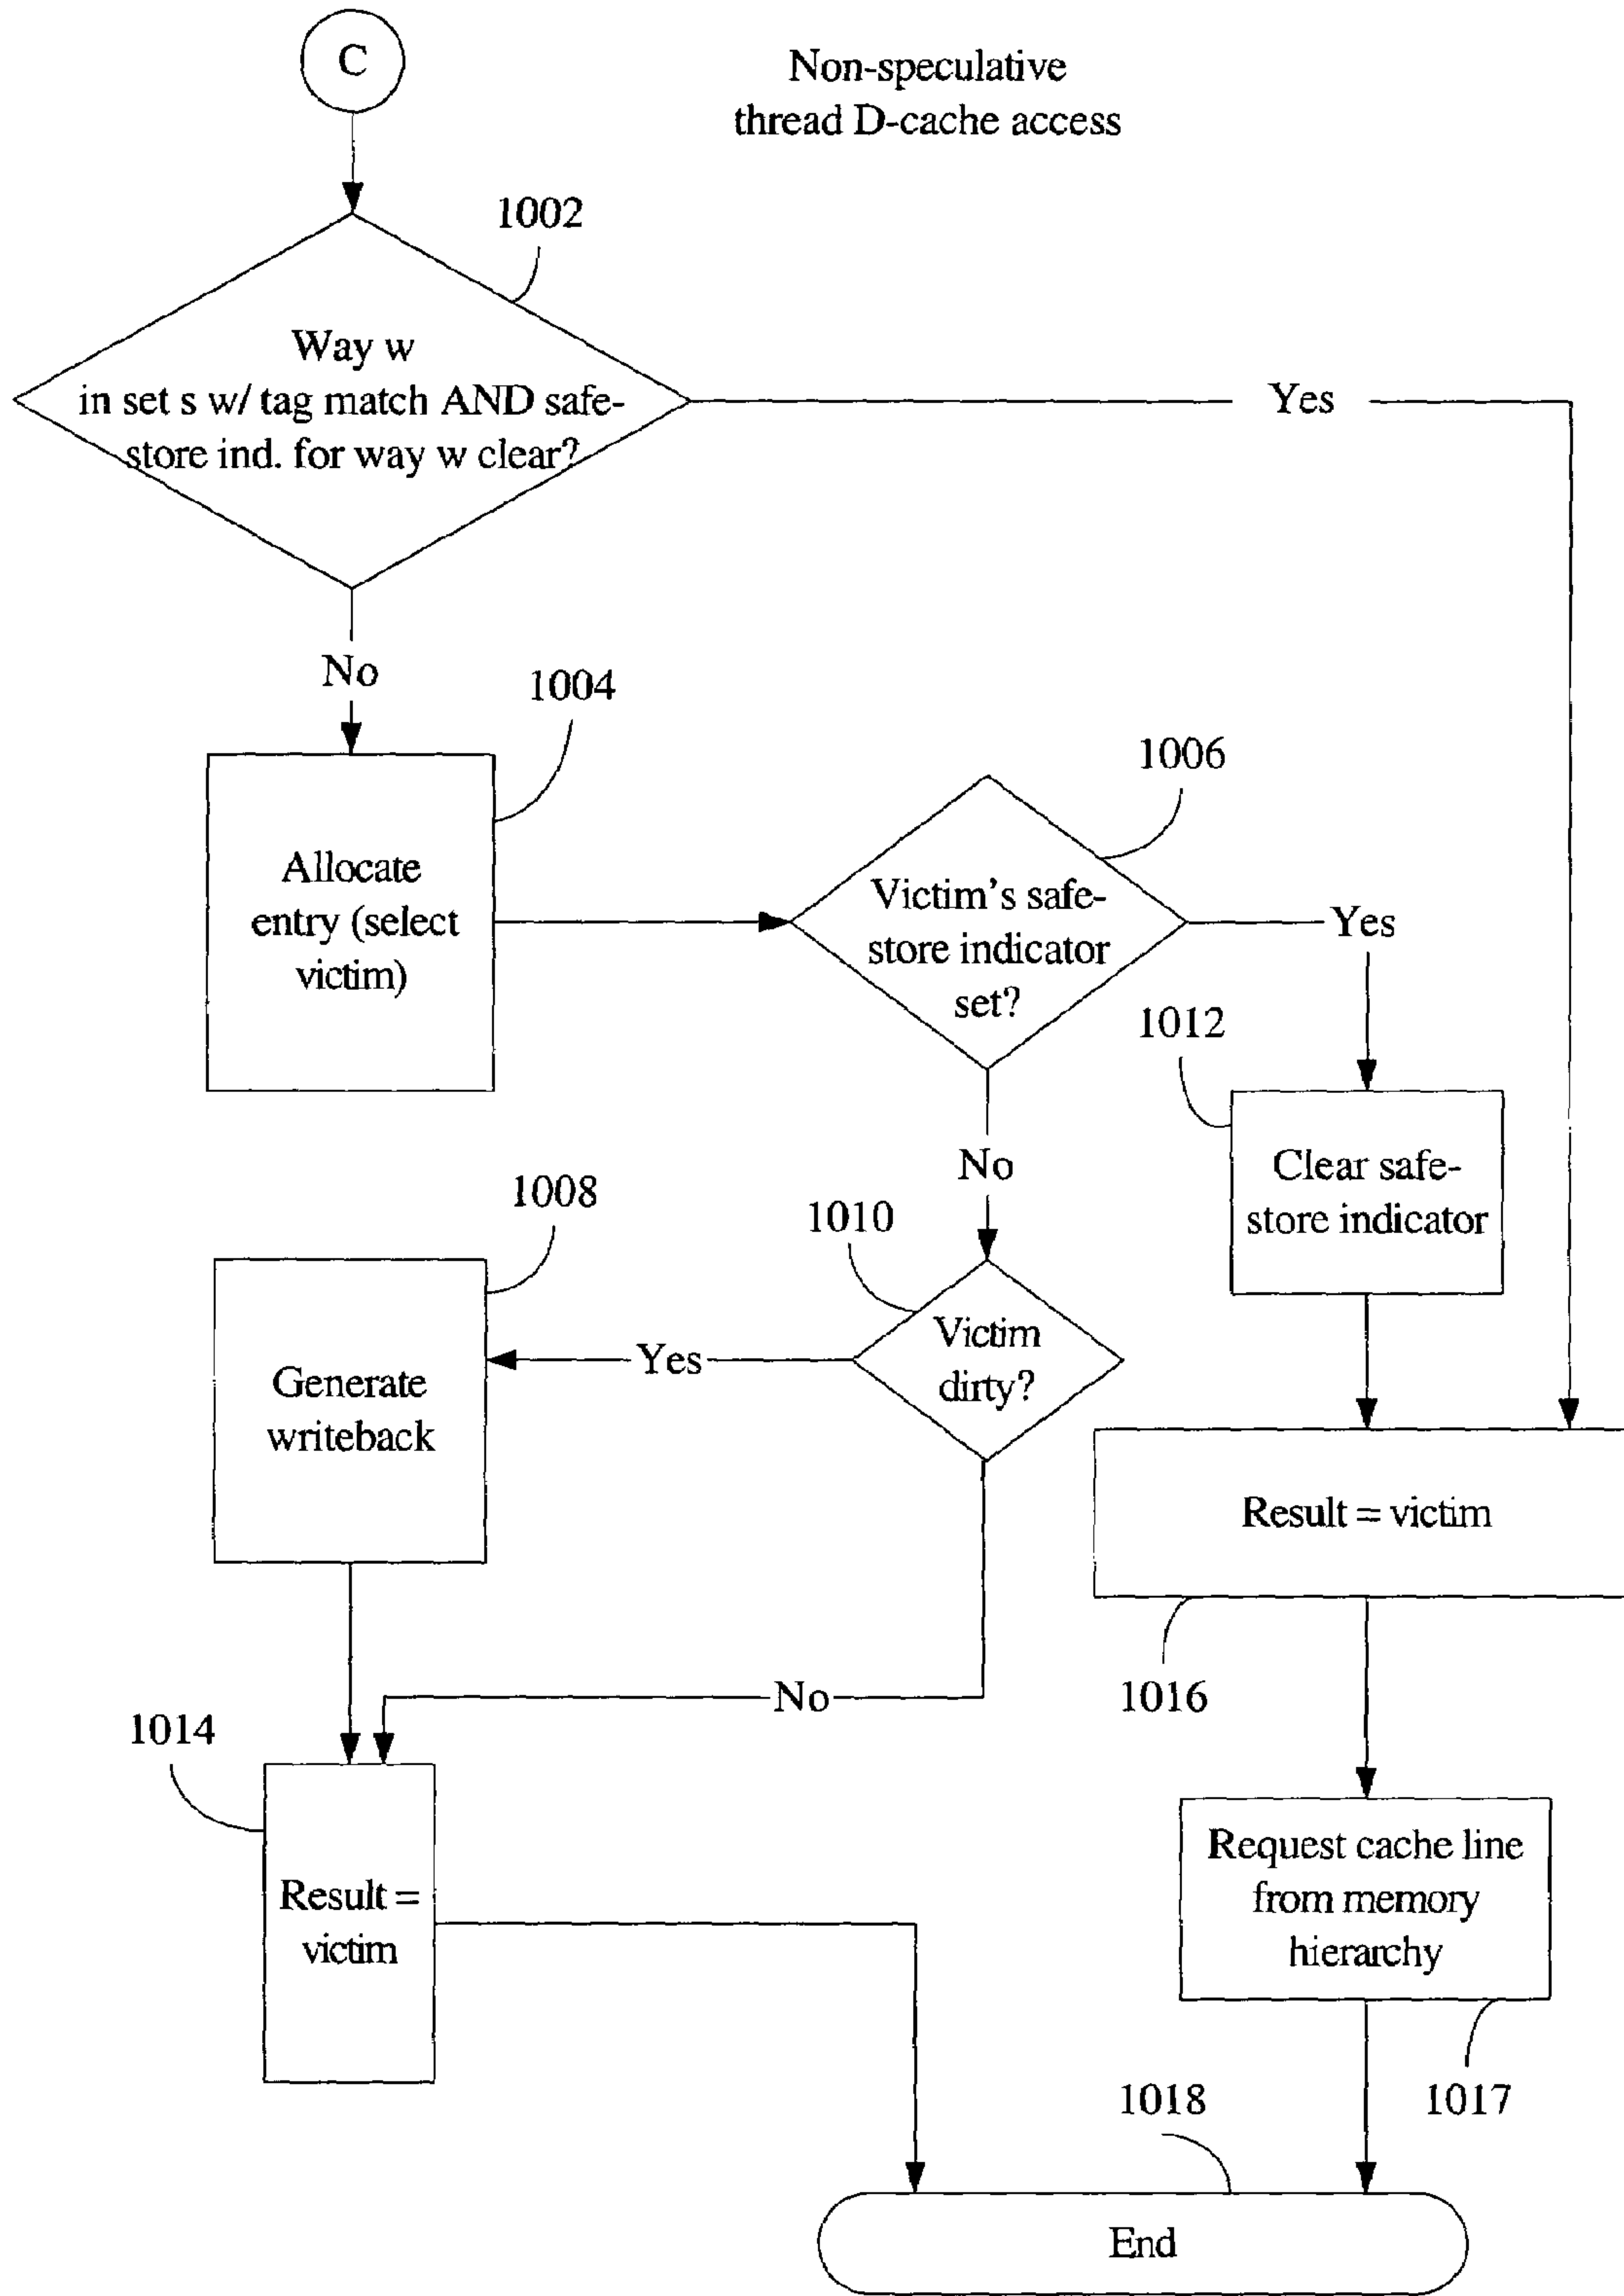 C
Non-speculative
thread D-cache access
1002
Way w
in set s w/ tag match AND safe-
store ind. for way w clear?
Yes
No
1004
Allocate
entry (select
victim)
1006
Victim's safe-
store indicator
set?
Yes
1012
Clear safe-
store indicator
No
1008
1010
Generate
writeback
Yes
Victim
dirty?
Result = victim
1016
No
1014
Result =
victim
Request cache line
from memory
hierarchy
1017
1018
End